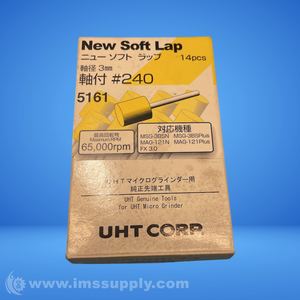 New Soft Lap
ニュー ソフト ラップ 14pcs
軸径 3mm
軸付 #240
5161
最高回転数
Maximum RPM
65,000rpm
対応機種
MSG-3BSN MSG-3BSPlus
MAG-121N MAG-121Plus
FX 3.0
UHTマイクログラインダー用
純正先端工具
UHT Genuine Tools
for UHT Micro Grinder
UHT CORP.
© www.imssupply.com